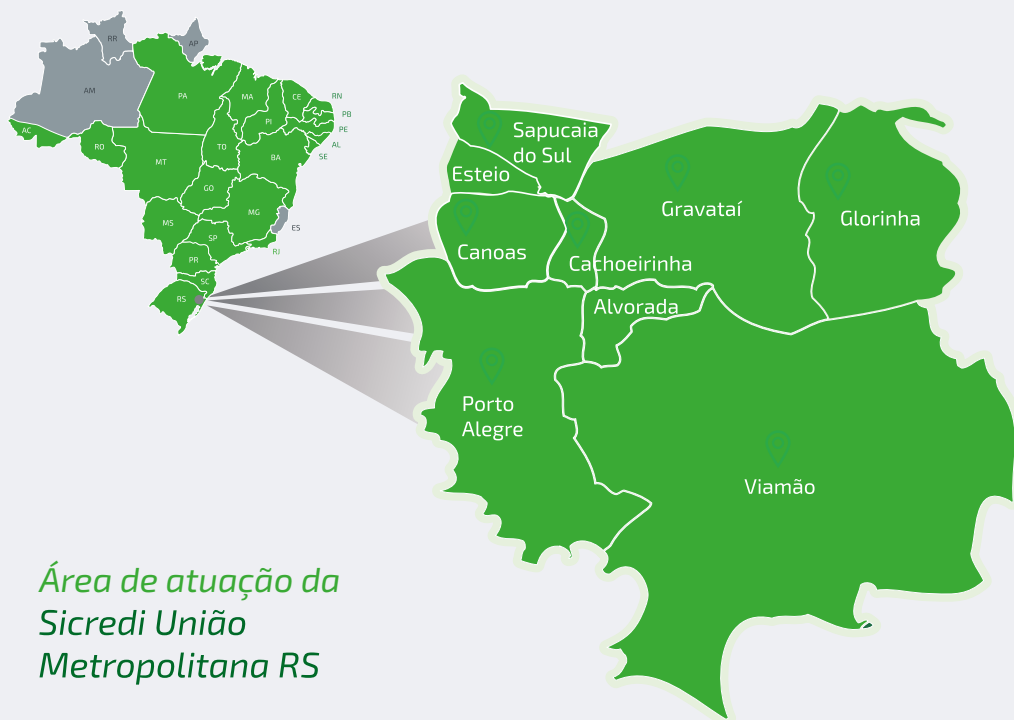 RR
AP
AM
PA
MA
CE
RN
PB
PI
PE
AC
AL
RO
TO
SE
MT
BA
GO
MG
MS
ES
SP
RJ
PR
SC
RS
Sapucaia
do Sul
Esteio
Gravataí
Glorinha
Canoas
Cachoeirinha
Alvorada
Porto
Alegre
Viamão
Área de atuação da
Sicredi União
Metropolitana RS